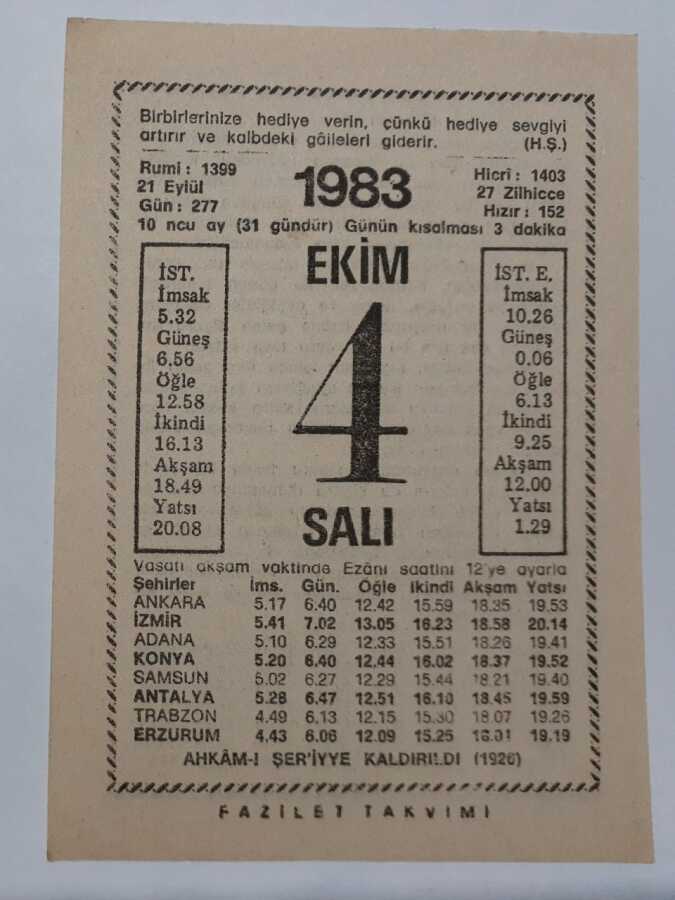 Birbirlerinize hediye verin, çünkü hediye sevgiyi
artırır ve kalbdeki gâileleri giderir. (H.Ş.)
Rumi : 1399
21 Eylül
Gün : 277
1983
Hicrî : 1403
27 Zilhicce
Hızır : 152
10 ncu ay (31 gündür) Günün kısalması 3 dakika
EKİM
4
SALI
İST.
İmsak
5.32
Güneş
6.56
Öğle
12.58
İkindi
16.13
Akşam
18.49
Yatsı
20.08
İST. E.
İmsak
10.26
Güneş
0.06
Öğle
6.13
İkindi
9.25
Akşam
12.00
Yatsı
1.29
Vasati akşam vaktinde Ezânı saatini 12'ye ayarla
Şehirler İms. Gün. Öğle İkindi Akşam Yatsı
ANKARA 5.17 6.40 12.42 15.59 18.35 19.53
İZMİR 5.41 7.02 13.05 16.23 18.58 20.14
ADANA 5.10 6.29 12.33 15.51 18.26 19.41
KONYA 5.20 6.40 12.44 16.02 18.37 19.52
SAMSUN 5.02 6.27 12.29 15.44 18.21 19.40
ANTALYA 5.28 6.47 12.51 16.10 18.45 19.59
TRABZON 4.49 6.13 12.15 15.30 18.07 19.26
ERZURUM 4.43 6.06 12.09 15.25 18.01 19.19
AHKÂM-I ŞER'İYYE KALDIRILDI (1926)
FAZİLET TAKVİMİ